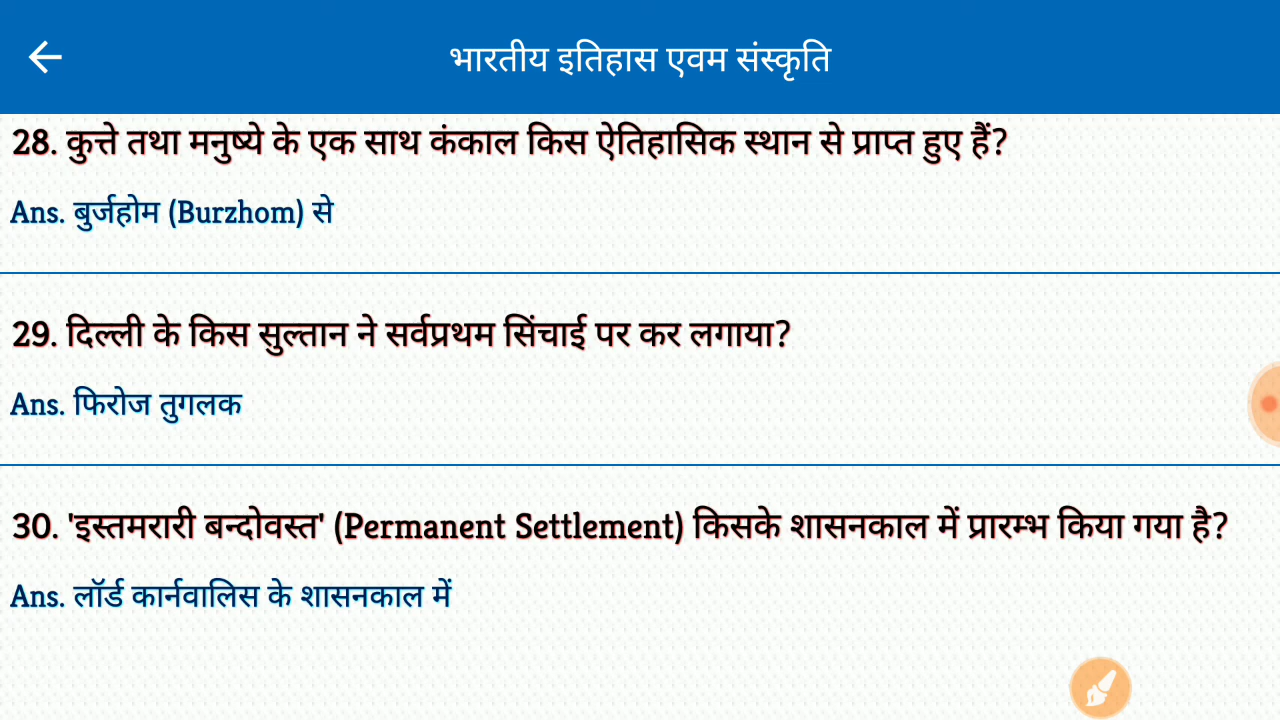 भारतीय इतिहास एवम संस्कृति
28. कुत्ते तथा मनुष्ये के एक साथ कंकाल किस ऐतिहासिक स्थान से प्राप्त हुए हैं?
Ans. बुर्जहोम (Burzhom) से
29. दिल्ली के किस सुल्तान ने सर्वप्रथम सिंचाई पर कर लगाया?
Ans. फिरोज तुगलक
30. 'इस्तमरारी बन्दोवस्त' (Permanent Settlement) किसके शासनकाल में प्रारम्भ किया गया है?
Ans. लॉर्ड कार्नवालिस के शासनकाल में